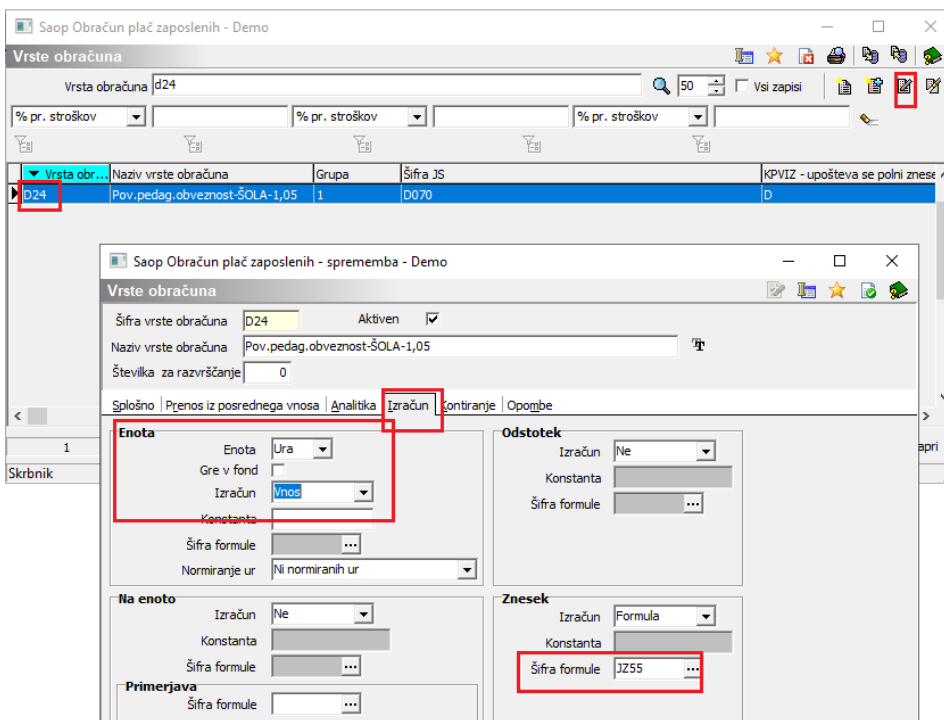 Saop Obračun plač zaposlenih - Demo
Vrste obračuna
Vrsta obračuna d24 50 Vsi zapisi
% pr. stroškov % pr. stroškov % pr. stroškov
Vrsta obr... Naziv vrste obračuna Grupa Šifra JS KPVIZ - upošteva se polni znese
D24 Pov.pedag.obveznost-ŠOLA-1,05 1 D070 D
Saop Obračun plač zaposlenih - sprememba - Demo
Vrste obračuna
Šifra vrste obračuna D24 Aktiven
Naziv vrste obračuna Pov.pedag.obveznost-ŠOLA-1,05
Številka za razvrščanje 0
Splošno Prenos iz posrednega vnosa Analitika Izračun Kontiranje Opombe
Enota Odstotek
Enota Ura Izračun Ne
Gre v fond Konstanta
Izračun Vnos Šifra formule ...
Konstanta
Šifra formule ...
Normiranje ur Ni normiranih ur
Na enoto Znesek
Izračun Ne Izračun Formula
Konstanta Konstanta
Šifra formule ... Šifra formule JZ55 ...
Primerjava
Šifra formule ...
1 apri
Skrbnik